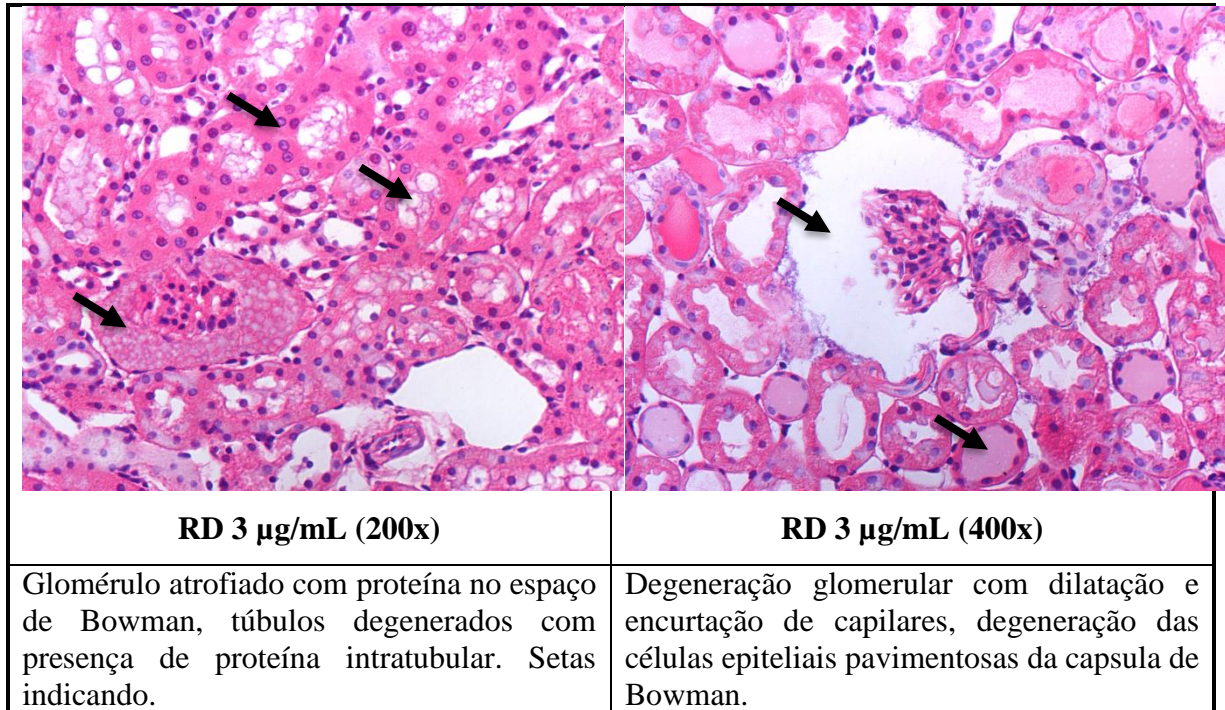 RD 3 µg/mL (200x)
RD 3 µg/mL (400x)
Glomérulo atrofiado com proteína no espaço
de Bowman, túbulos degenerados com
presença de proteína intratubular. Setas
indicando.
Degeneração glomerular com dilatação e
encurtação de capilares, degeneração das
células epiteliais pavimentosas da capsula de
Bowman.